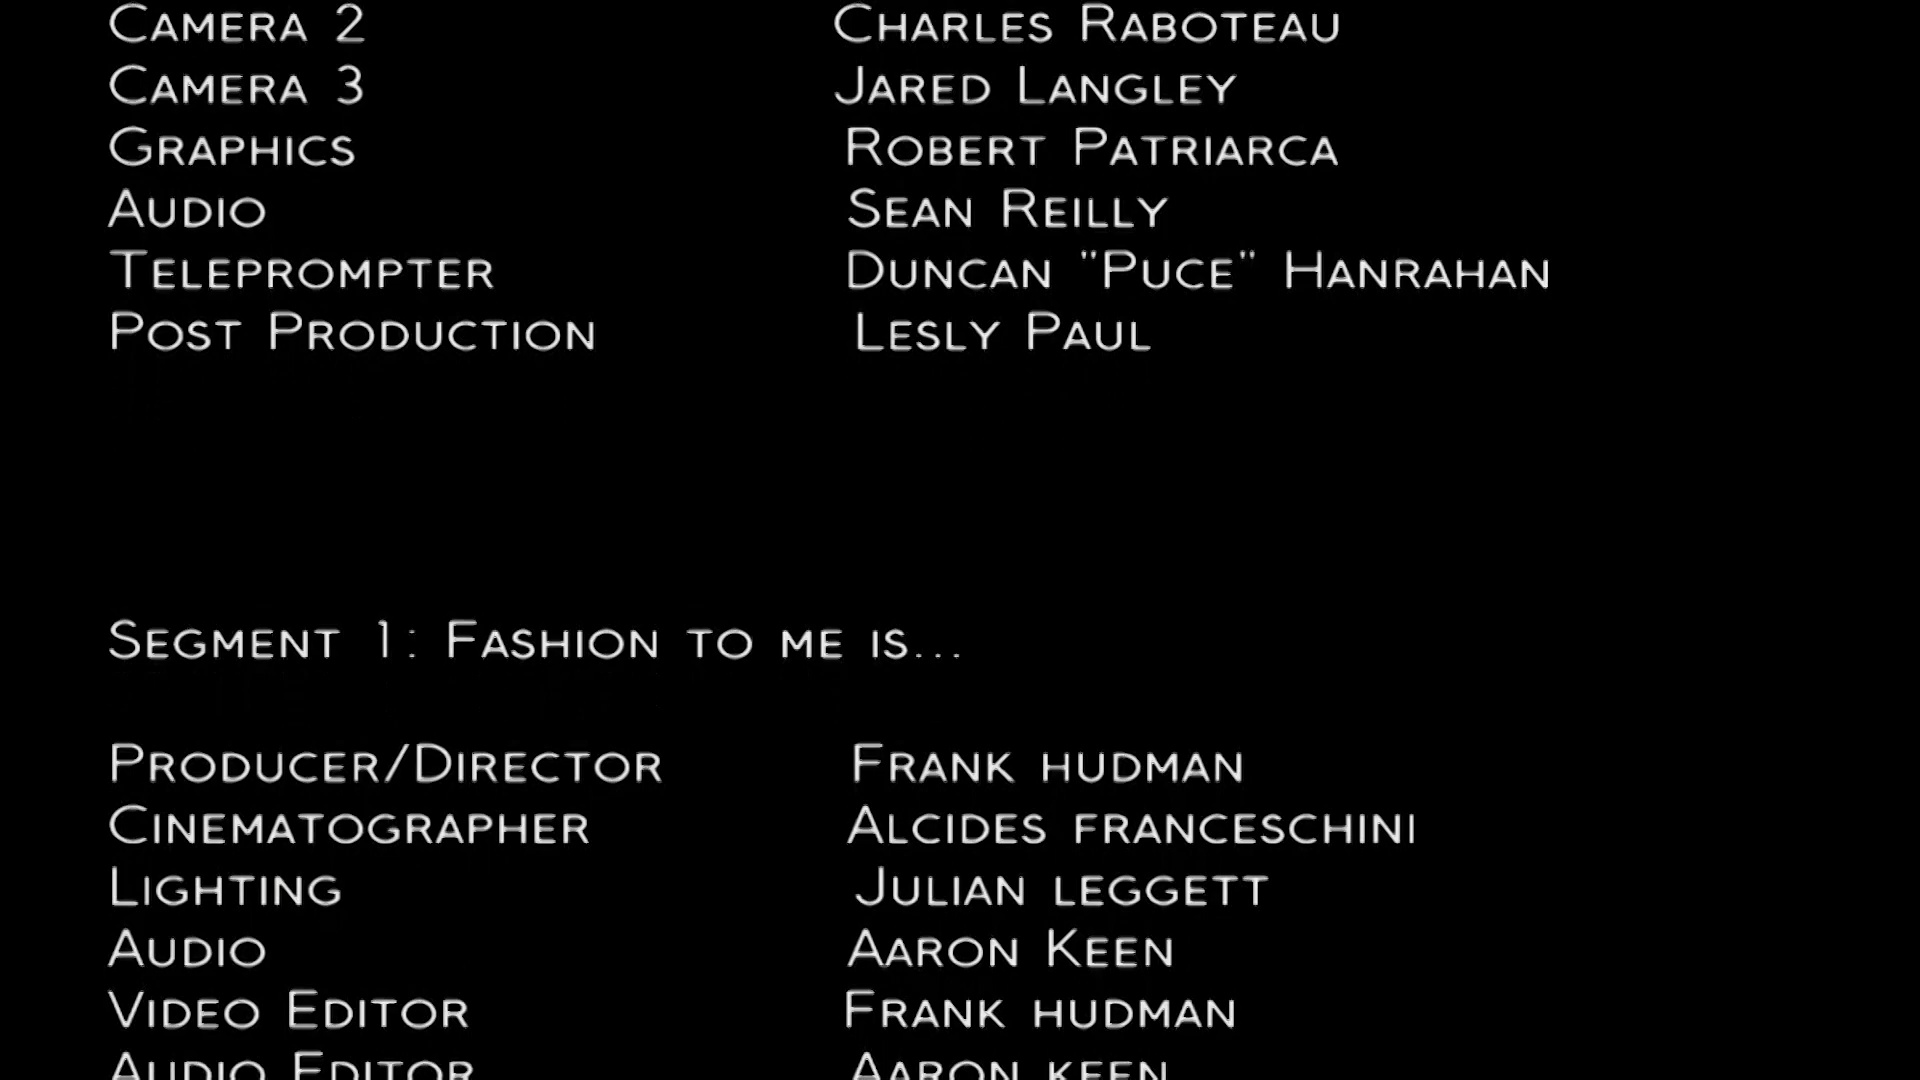 Camera 2 Charles Raboteau
Camera 3 Jared Langley
Graphics Robert Patriarca
Audio Sean Reilly
Teleprompter Duncan "Puce" Hanrahan
Post Production Lesly Paul
Segment 1: Fashion to me is...
Producer/Director Frank hudman
Cinematographer Alcides franceschini
Lighting Julian leggett
Audio Aaron Keen
Video Editor Frank hudman
Audio Editor Aaron keen